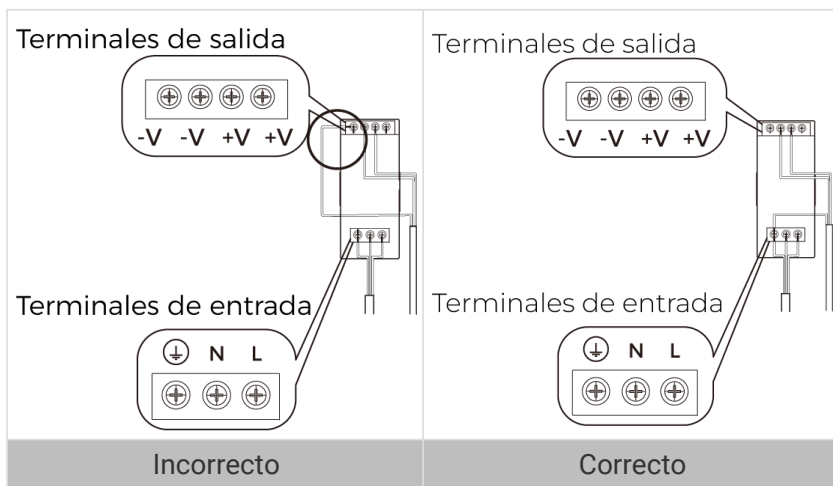 Terminales de salida
-V -V +V +V
Terminales de entrada
N L
Incorrecto
Terminales de salida
-V -V +V +V
Terminales de entrada
N L
Correcto